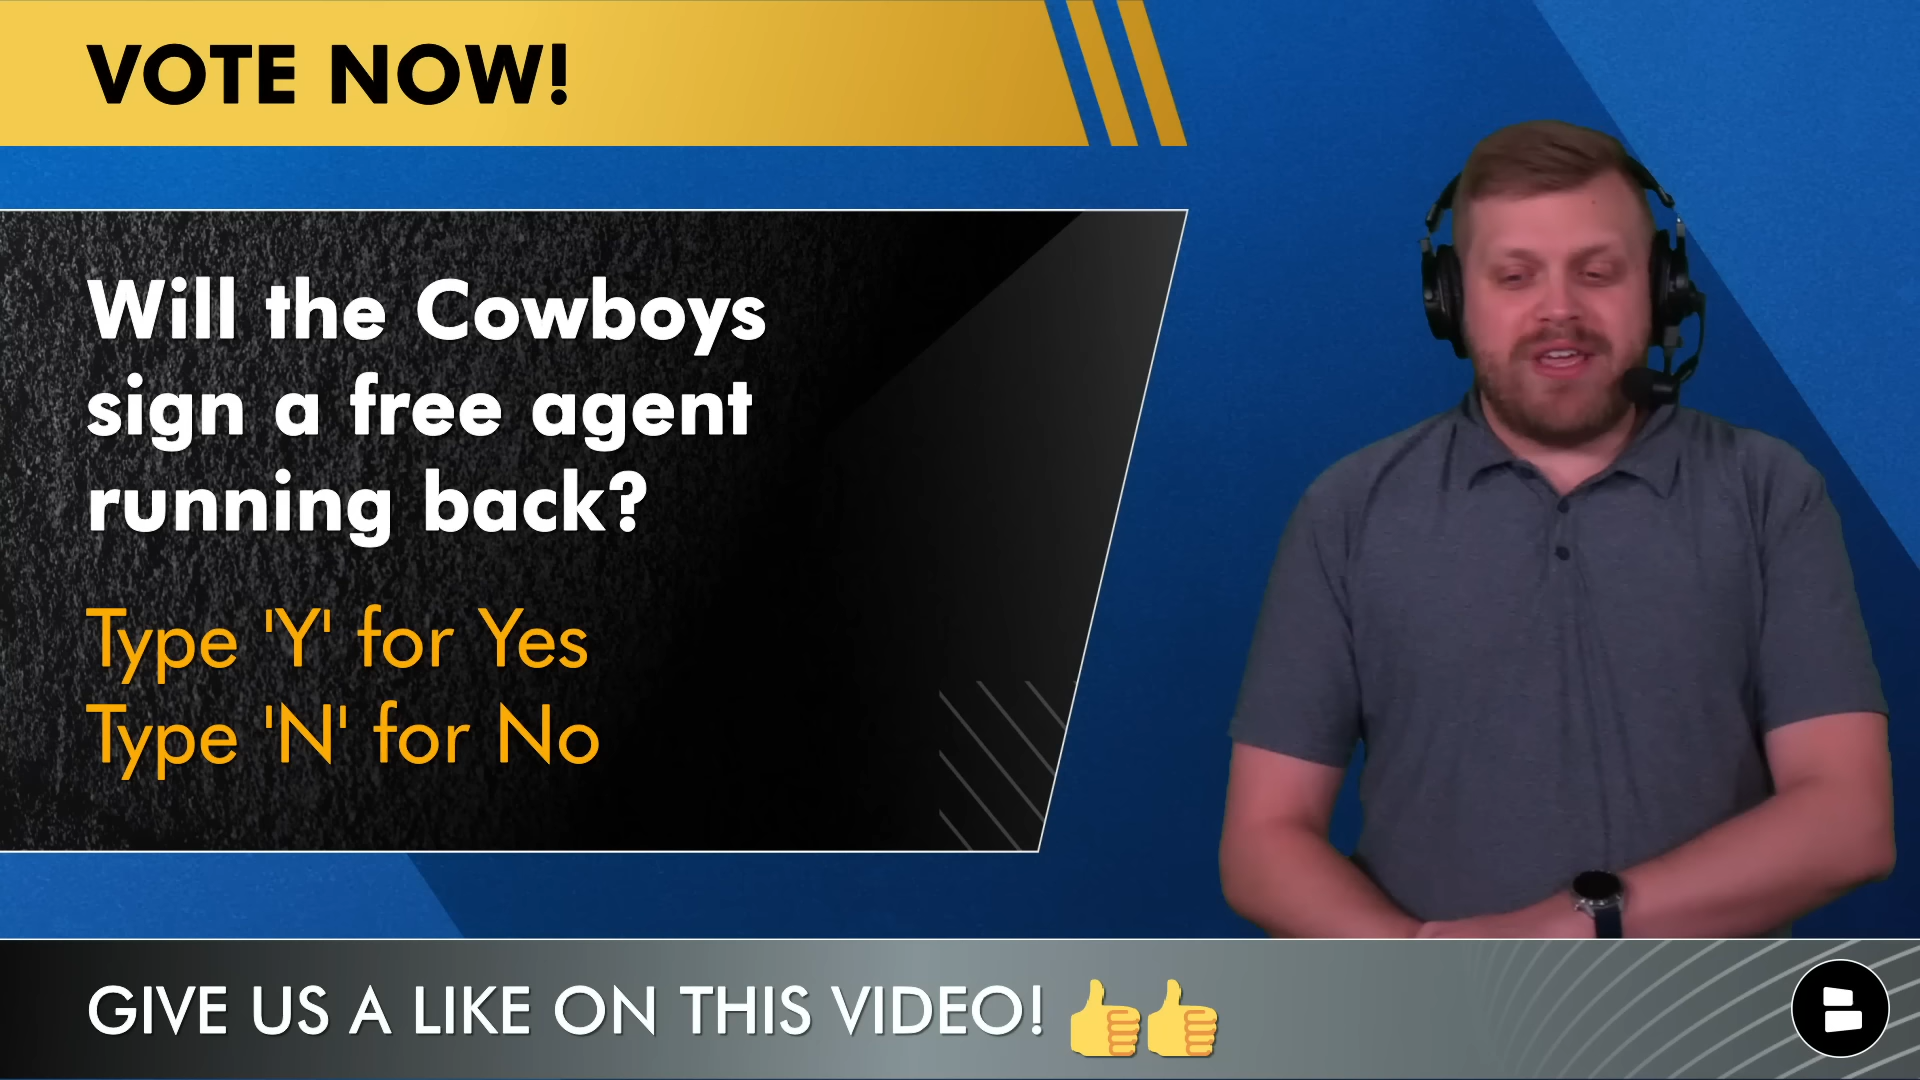 VOTE NOW!
Will the Cowboys
sign a free agent
running back?
Type 'Y' for Yes
Type 'N' for No
GIVE US A LIKE ON THIS VIDEO! 👍👍